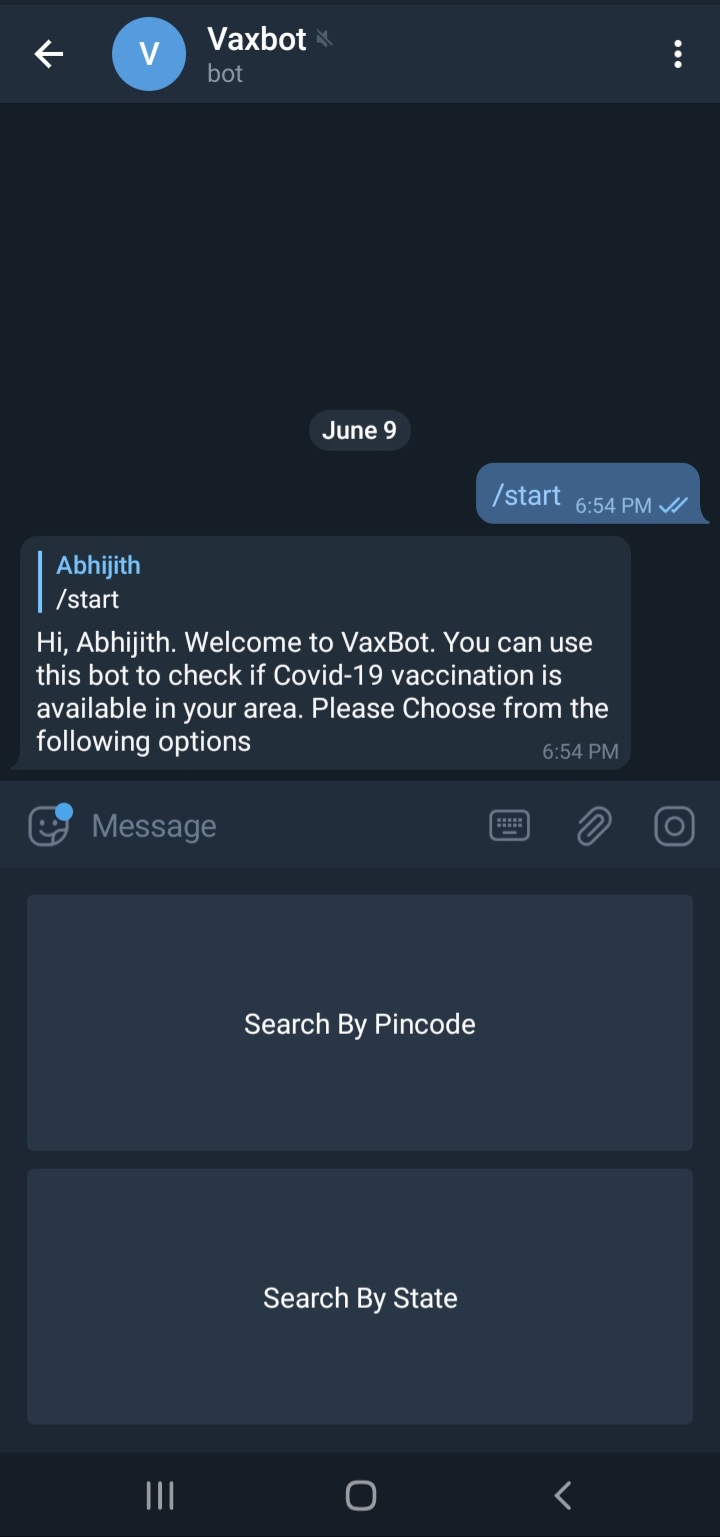 V
Vaxbot
bot
June 9
/start 6:54 PM
Abhijith
/start
Hi, Abhijith. Welcome to VaxBot. You can use
this bot to check if Covid-19 vaccination is
available in your area. Please Choose from the
following options
6:54 PM
Message
Search By Pincode
Search By State